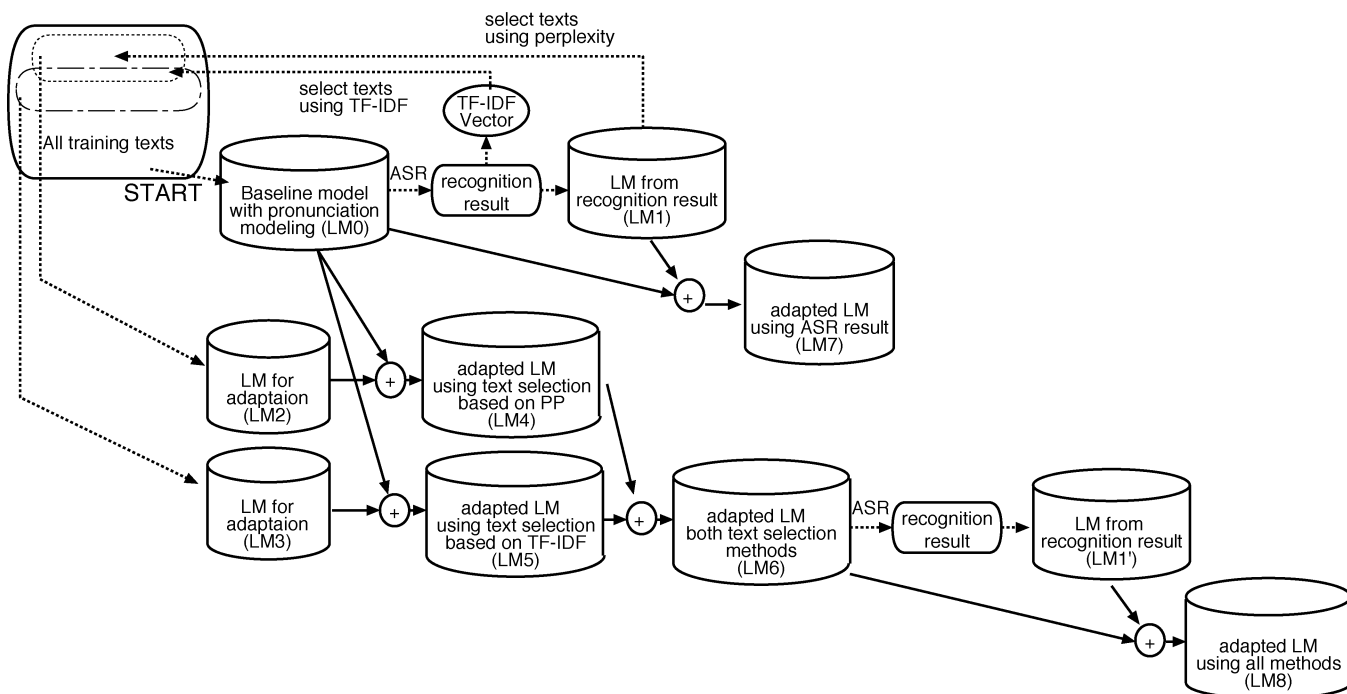 select texts
using perplexity
select texts
using TF-IDF
TF-IDF
Vector
All training texts
START
ASR
recognition
result
Baseline model
with pronunciation
modeling (LM0)
LM from
recognition result
(LM1)
+
adapted LM
using ASR result
(LM7)
LM for
adaptaion
(LM2)
+
adapted LM
using text selection
based on PP
(LM4)
LM for
adaptaion
(LM3)
+
adapted LM
using text selection
based on TF-IDF
(LM5)
+
adapted LM
both text selection
methods
(LM6)
ASR
recognition
result
LM from
recognition result
(LM1')
+
adapted LM
using all methods
(LM8)